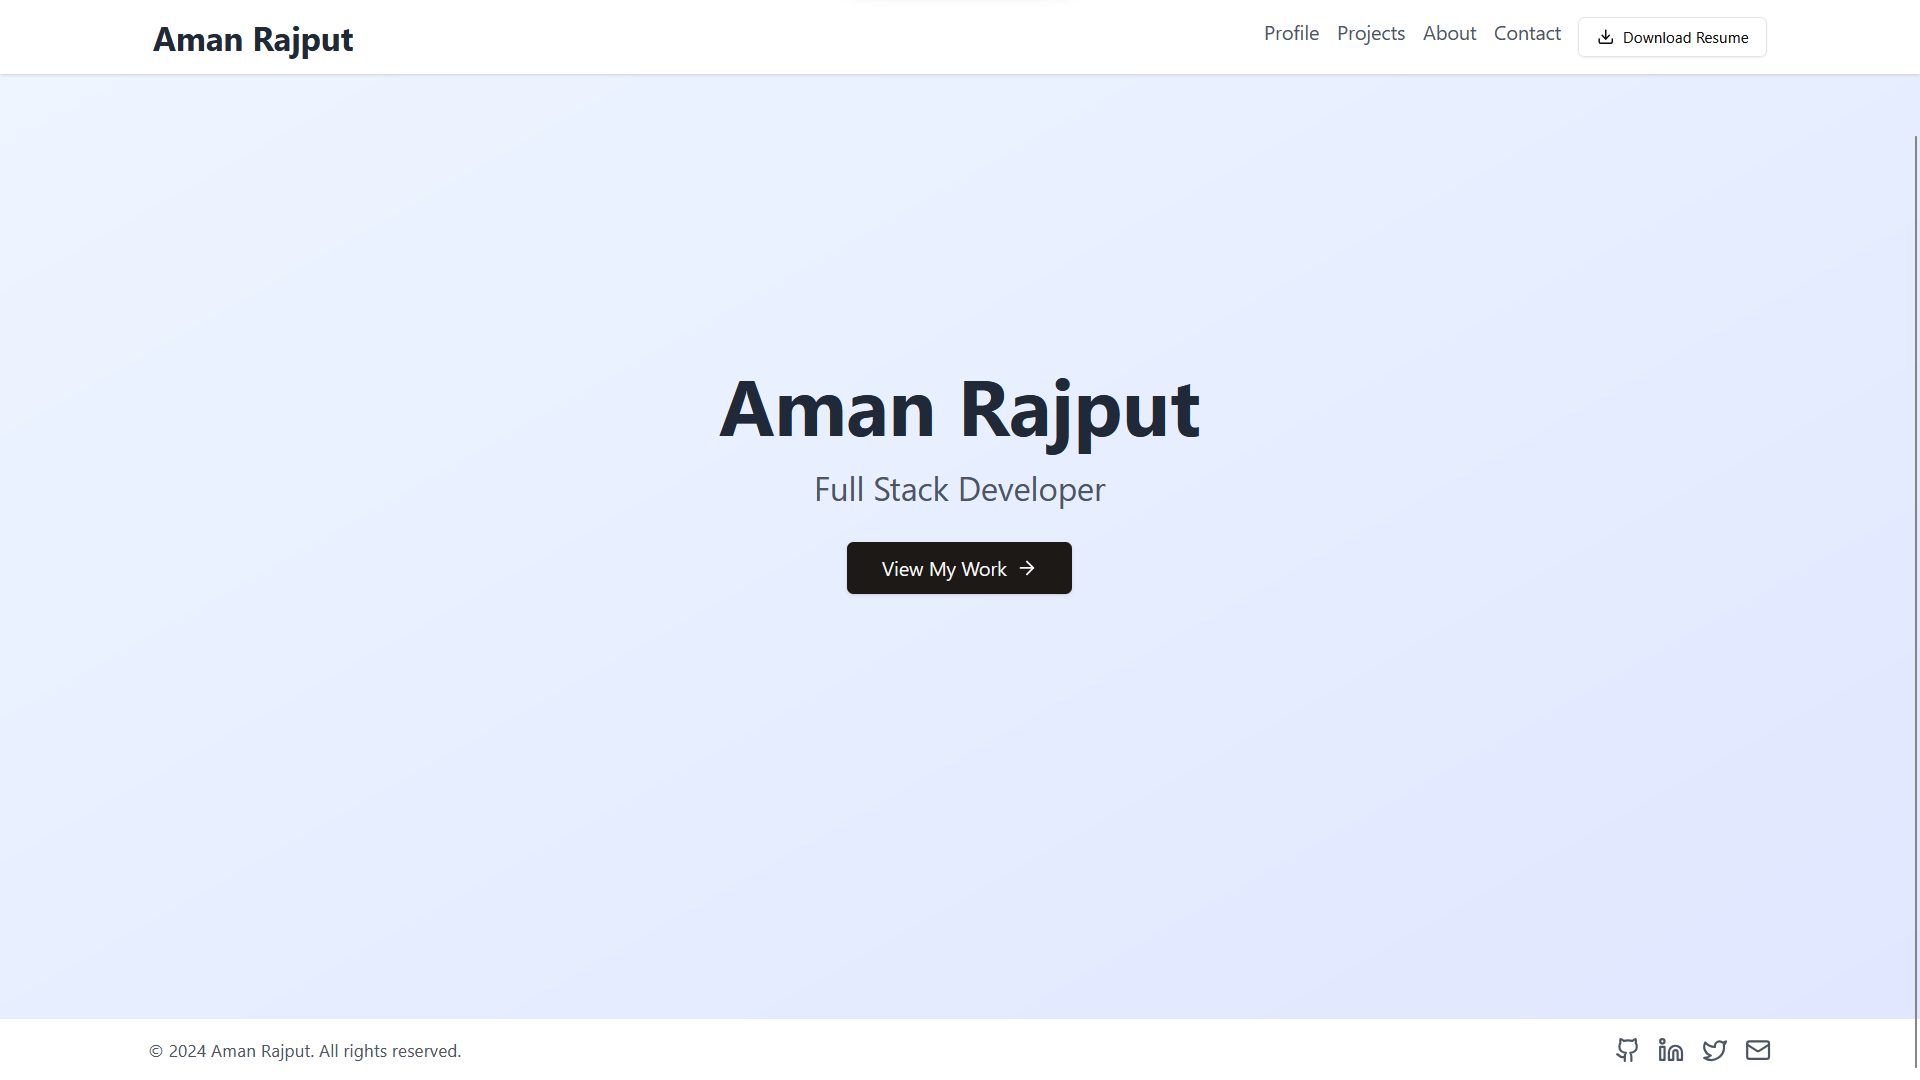 Aman Rajput
Profile Projects About Contact Download Resume
Aman Rajput
Full Stack Developer
View My Work
© 2024 Aman Rajput. All rights reserved.